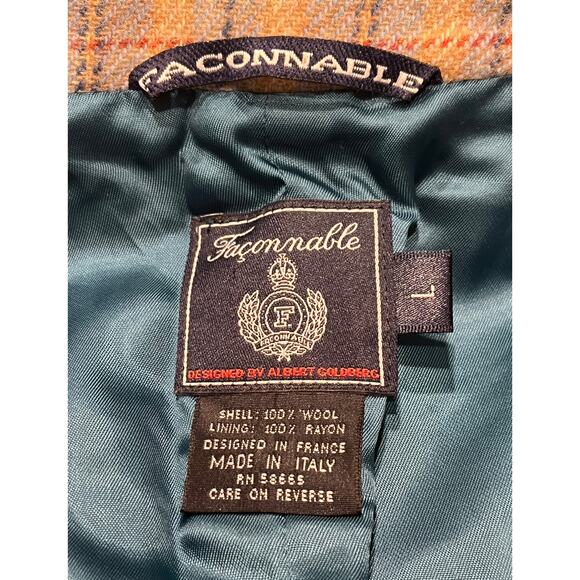 FACONNABLE
Façonnable
F
FAÇONNABLE
DESIGNED BY ALBERT GOLDBERG
L
SHELL: 100% WOOL
LINING: 100% RAYON
DESIGNED IN FRANCE
MADE IN ITALY
RN 58665
CARE ON REVERSE